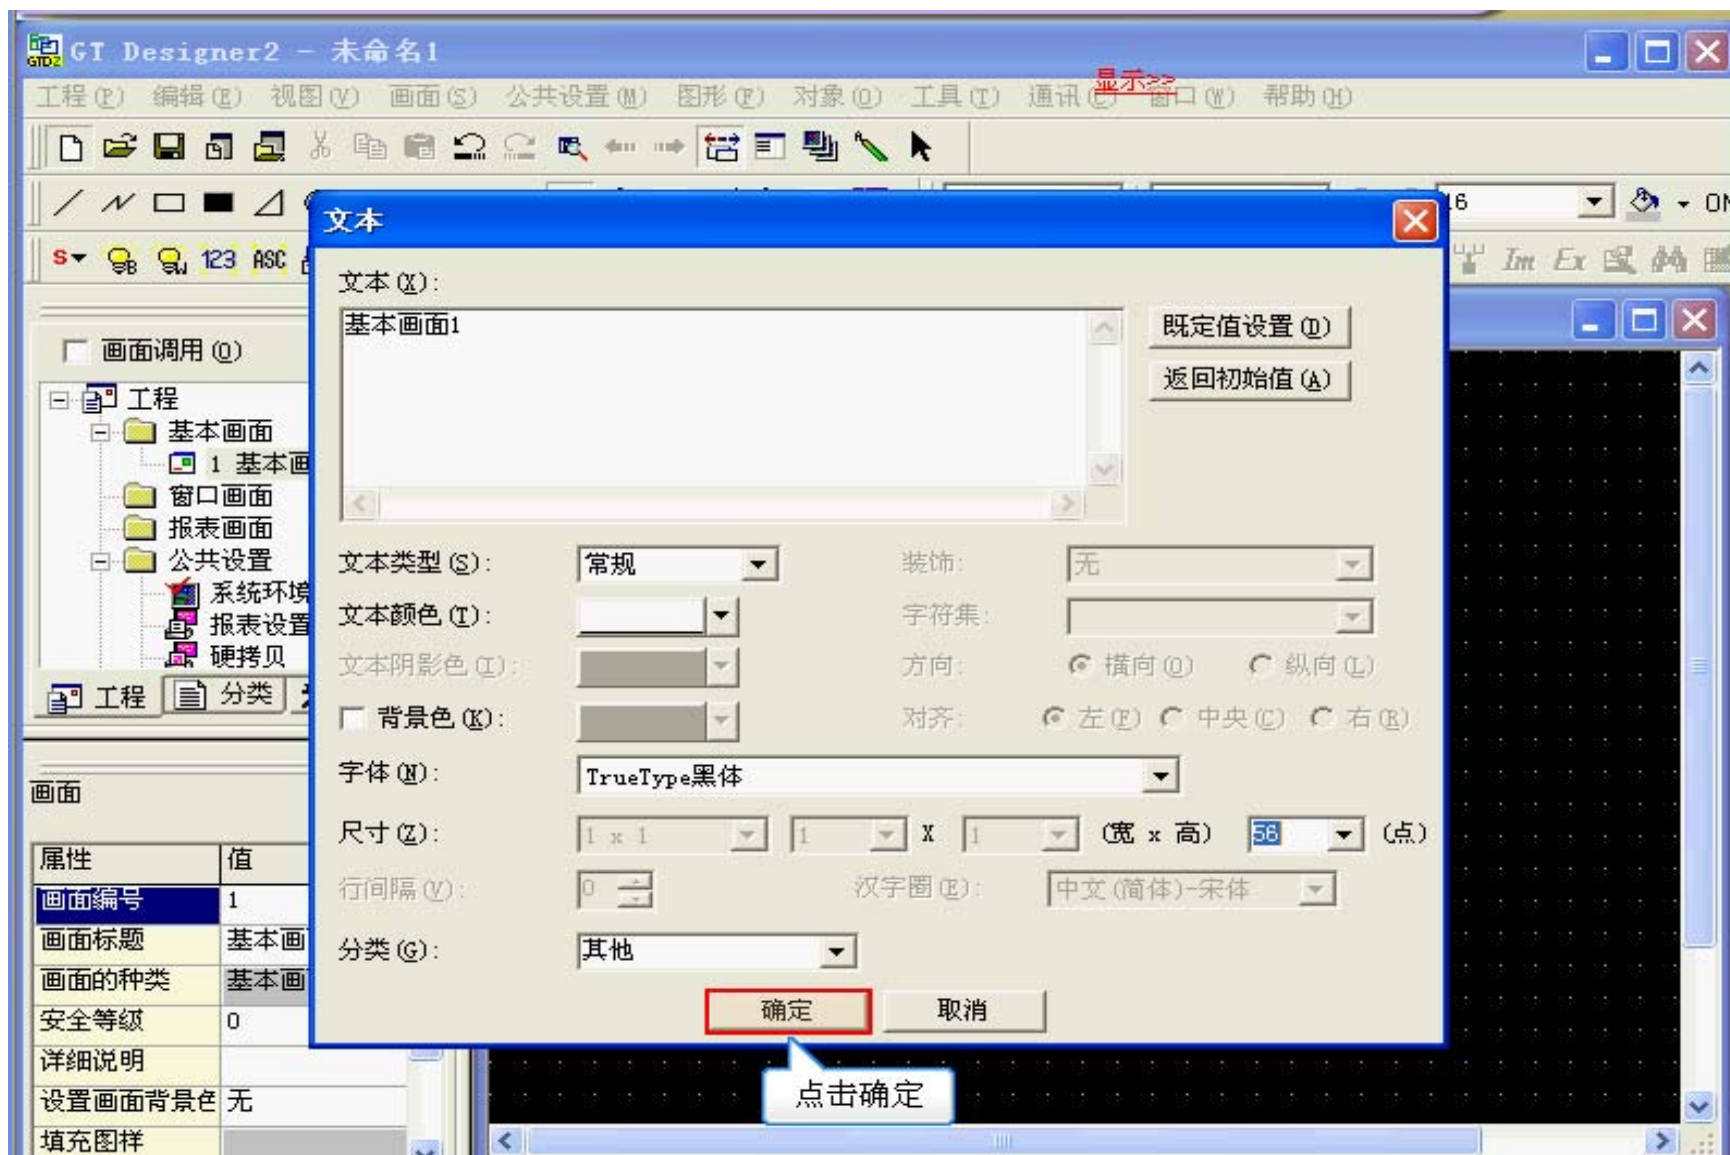 GT Designer2 - 未命名1
显示>>
工程(P) 编辑(E) 视图(V) 画面(S) 公共设置(M) 图形(F) 对象(O) 工具(T) 通讯(C) 窗口(W) 帮助(H)
16
ON
S 123 ASC
Im Ex
文本
文本(X):
基本画面1
既定值设置(D)
返回初始值(A)
画面调用(O)
工程
基本画面
1 基本画
窗口画面
报表画面
公共设置
系统环境
报表设置
硬拷贝
工程 分类
文本类型(S): 常规 装饰: 无
文本颜色(T): 字符集:
文本阴影色(I): 方向: 横向(O) 纵向(L)
背景色(K): 对齐: 左(F) 中央(C) 右(R)
字体(N): TrueType黑体
尺寸(Z): 1 x 1 1 X 1 (宽 x 高) 56 (点)
行间隔(V): 0 汉字圈(E): 中文(简体)-宋体
分类(G): 其他
确定 取消
点击确定
画面
属性 值
画面编号 1
画面标题 基本画
画面的种类 基本画
安全等级 0
详细说明
设置画面背景色 无
填充图样